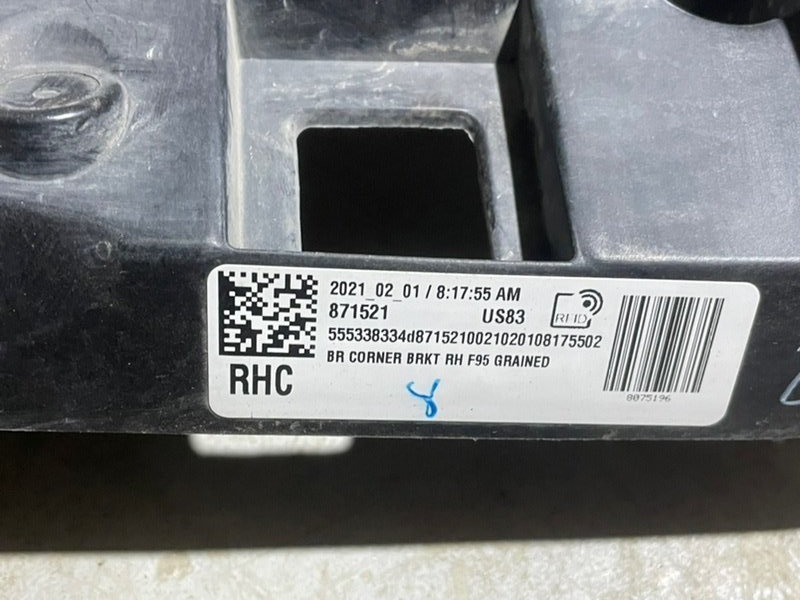 2021_02_01 / 8:17:55 AM
871521 US83
RFID
555338334d8715210021020108175502
BR CORNER BRKT RH F95 GRAINED
RHC
8075196